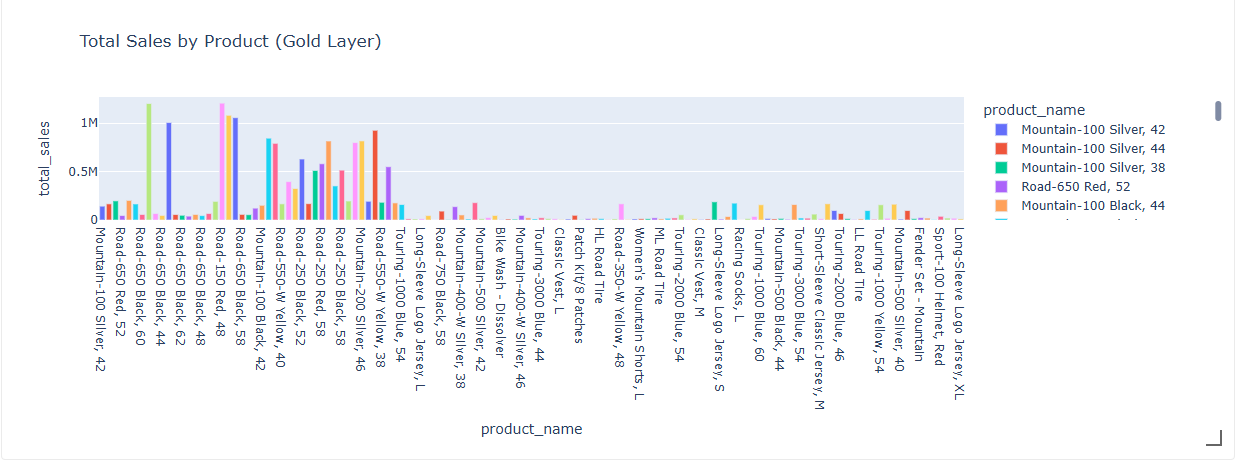 Total Sales by Product (Gold Layer)
total_sales
1M
0.5M
0
Mountain-100 Silver, 42
Road-650 Red, 52
Road-650 Black, 60
Road-650 Black, 44
Road-650 Black, 62
Road-650 Black, 48
Road-150 Red, 48
Road-650 Black, 58
Mountain-100 Black, 42
Road-550-W Yellow, 40
Road-250 Black, 52
Road-250 Red, 58
Road-250 Black, 58
Mountain-200 Silver, 46
Road-550-W Yellow, 38
Touring-1000 Blue, 54
Long-Sleeve Logo Jersey, L
Road-750 Black, 58
Mountain-400-W Silver, 38
Mountain-500 Silver, 42
Bike Wash - Dissolver
Mountain-400-W Silver, 46
Touring-3000 Blue, 44
Classic Vest, L
Patch Kit/8 Patches
HL Road Tire
Road-350-W Yellow, 48
Women's Mountain Shorts, L
ML Road Tire
Touring-2000 Blue, 54
Classic Vest, M
Long-Sleeve Logo Jersey, S
Racing Socks, L
Touring-1000 Blue, 60
Mountain-500 Black, 44
Touring-3000 Blue, 54
Short-Sleeve Classic Jersey, M
Touring-2000 Blue, 46
LL Road Tire
Touring-1000 Yellow, 54
Mountain-500 Silver, 40
Fender Set - Mountain
Sport-100 Helmet, Red
Long-Sleeve Logo Jersey, XL
product_name
product_name
Mountain-100 Silver, 42
Mountain-100 Silver, 44
Mountain-100 Silver, 38
Road-650 Red, 52
Mountain-100 Black, 44